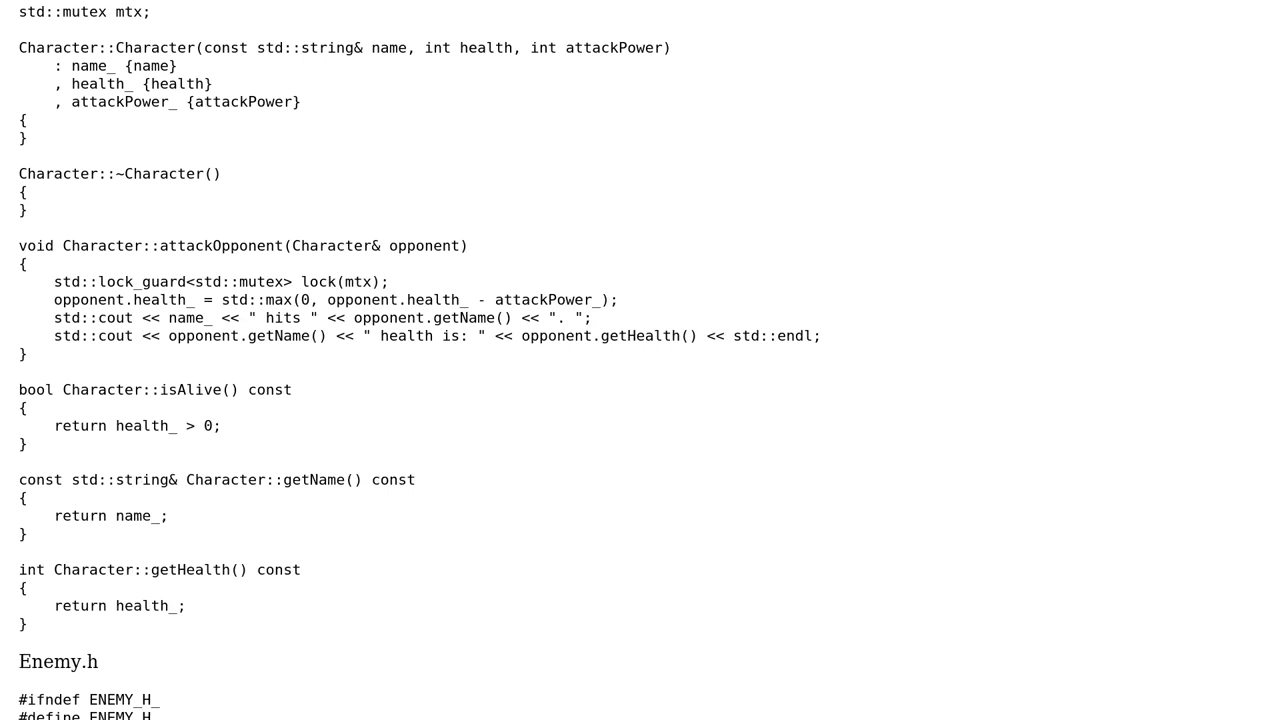 std::mutex mtx;
Character::Character(const std::string& name, int health, int attackPower)
    : name_ {name}
    , health_ {health}
    , attackPower_ {attackPower}
{
}
Character::~Character()
{
}
void Character::attackOpponent(Character& opponent)
{
    std::lock_guard<std::mutex> lock(mtx);
    opponent.health_ = std::max(0, opponent.health_ - attackPower_);
    std::cout << name_ << " hits " << opponent.getName() << ". ";
    std::cout << opponent.getName() << " health is: " << opponent.getHealth() << std::endl;
}
bool Character::isAlive() const
{
    return health_ > 0;
}
const std::string& Character::getName() const
{
    return name_;
}
int Character::getHealth() const
{
    return health_;
}
Enemy.h
#ifndef ENEMY_H_
#define ENEMY_H_